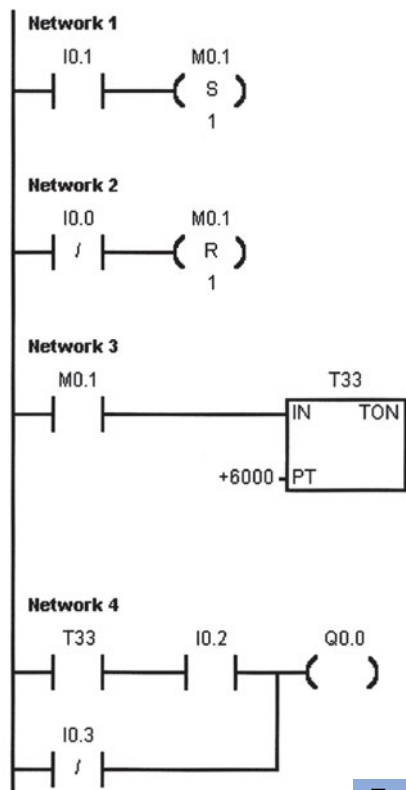 Network 1
I0.1 M0.1
S
1
Network 2
I0.0 M0.1
/ R
1
Network 3
M0.1 T33
IN TON
+6000 PT
Network 4
T33 I0.2 Q0.0
I0.3
/